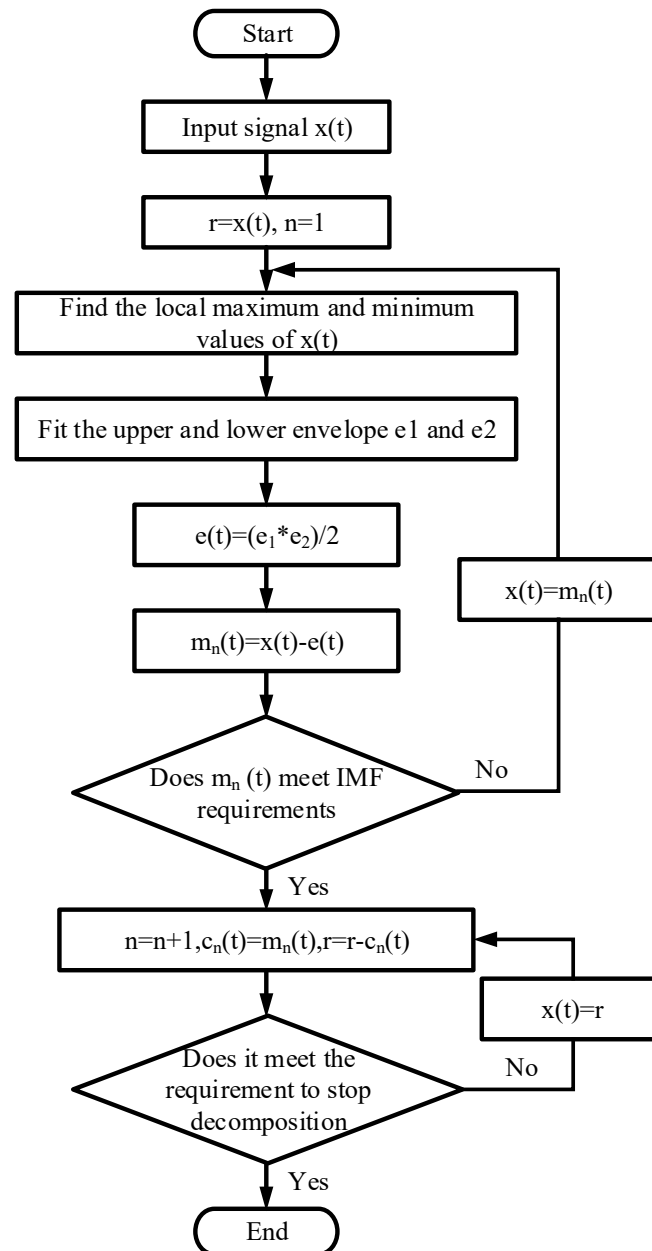 Start
Input signal x(t)
r=x(t), n=1
Find the local maximum and minimum
values of x(t)
Fit the upper and lower envelope e1 and e2
e(t)=(e₁*e₂)/2
x(t)=mₙ(t)
mₙ(t)=x(t)-e(t)
Does mₙ (t) meet IMF
requirements
No
Yes
n=n+1,cₙ(t)=mₙ(t),r=r-cₙ(t)
x(t)=r
Does it meet the
requirement to stop
decomposition
No
Yes
End